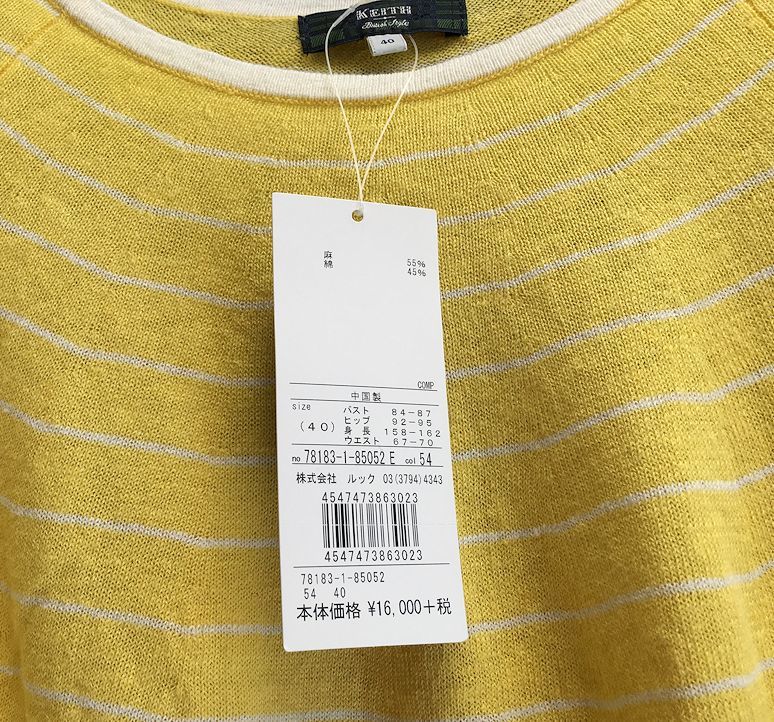 KEITH
British Style
40
麻 55%
綿 45%
COMP.
中国製
size バスト 84-87
ヒップ 92-95
(40) 身長 158-162
ウエスト 67-70
no 78183-1-85052 E col 54
株式会社 ルック 03(3794)4343
4547473863023
4547473863023
78183-1-85052
54 40
本体価格 ¥16,000+税